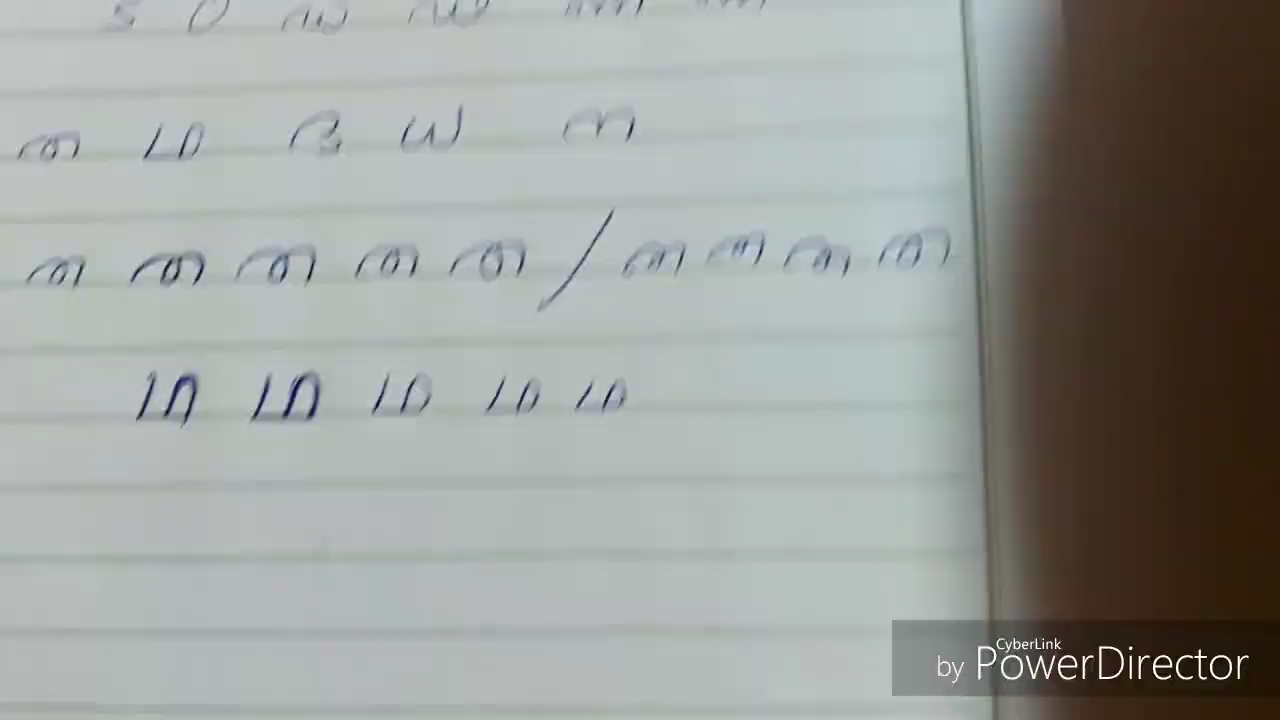 ത ഥ ദ ധ ന
ത ത ത ത ത / ത ത ത ത
ഥ ഥ ഥ ഥ ഥ
by CyberLink PowerDirector